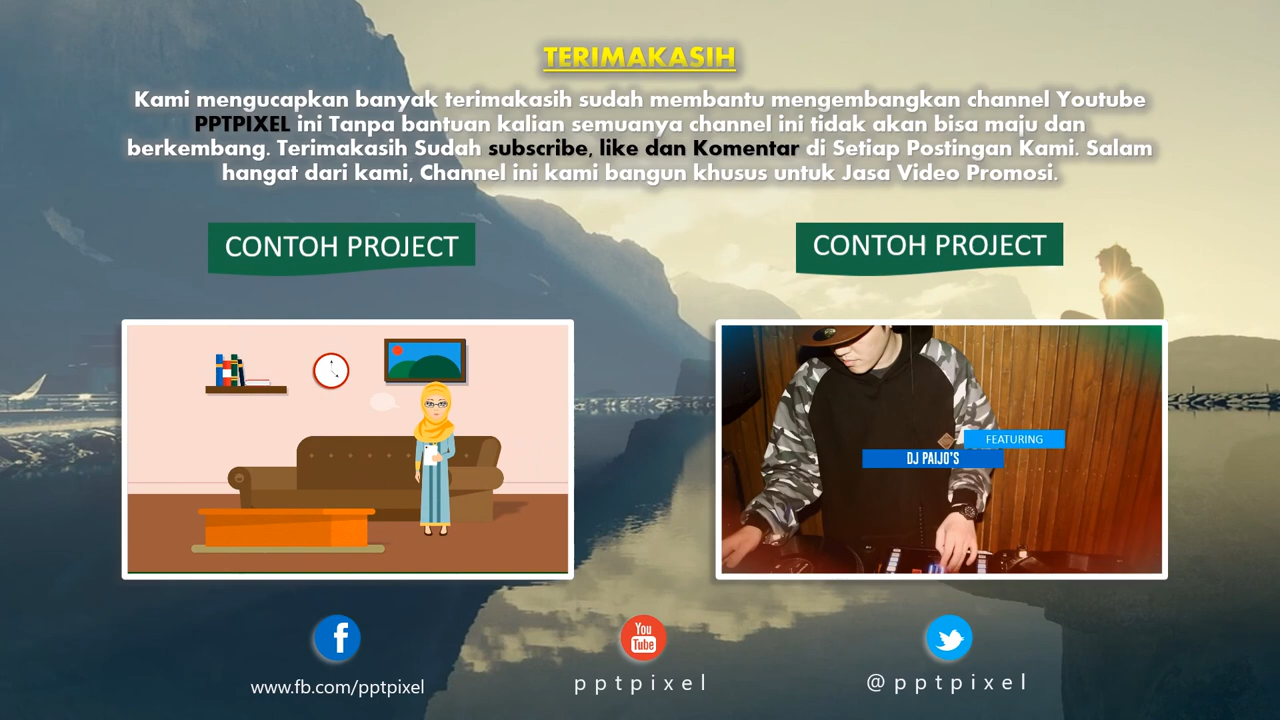 TERIMAKASIH
Kami mengucapkan banyak terimakasih sudah membantu mengembangkan channel Youtube
PPTPIXEL ini Tanpa bantuan kalian semuanya channel ini tidak akan bisa maju dan
berkembang. Terimakasih Sudah subscribe, like dan Komentar di Setiap Postingan Kami. Salam
hangat dari kami, Channel ini kami bangun khusus untuk Jasa Video Promosi.
CONTOH PROJECT
CONTOH PROJECT
FEATURING
DJ PAIJO'S
f
You
Tube
www.fb.com/pptpixel
pptpixel
@pptpixel